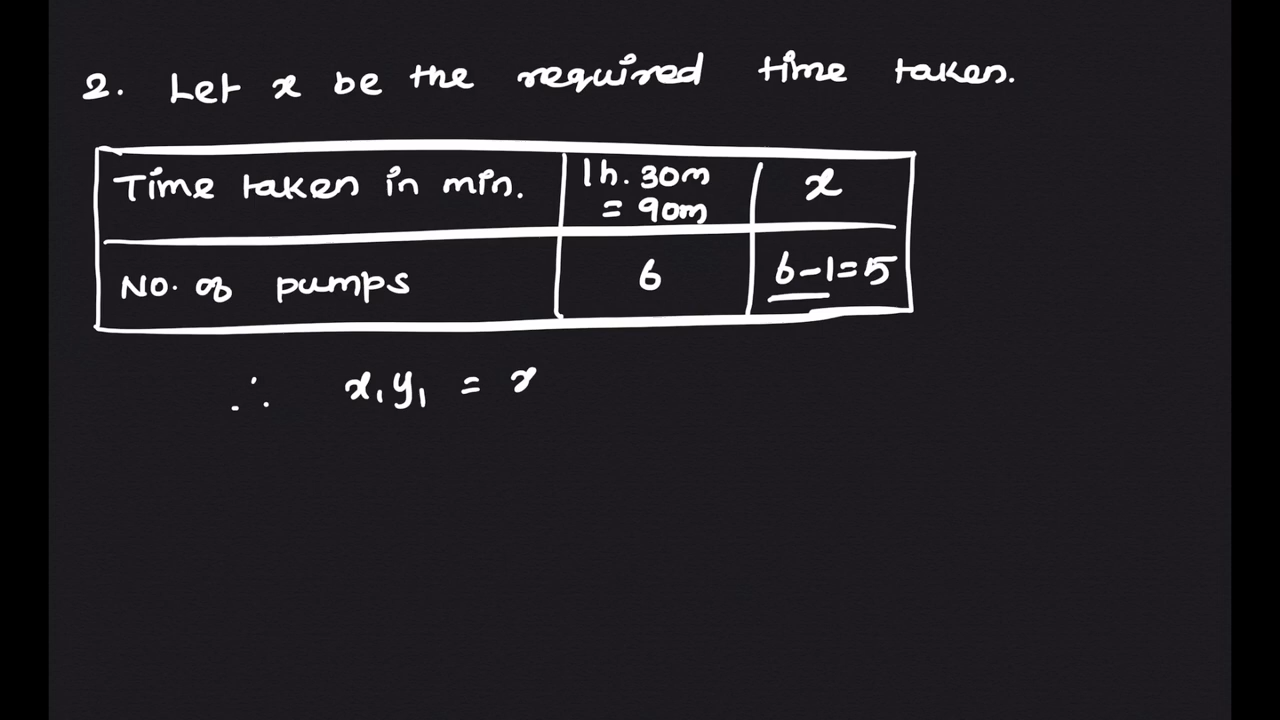 2. Let x be the required time taken.
Time taken in min. 1h. 30m = 90m x
No. of pumps 6 6-1=5
∴ x₁y₁ = x